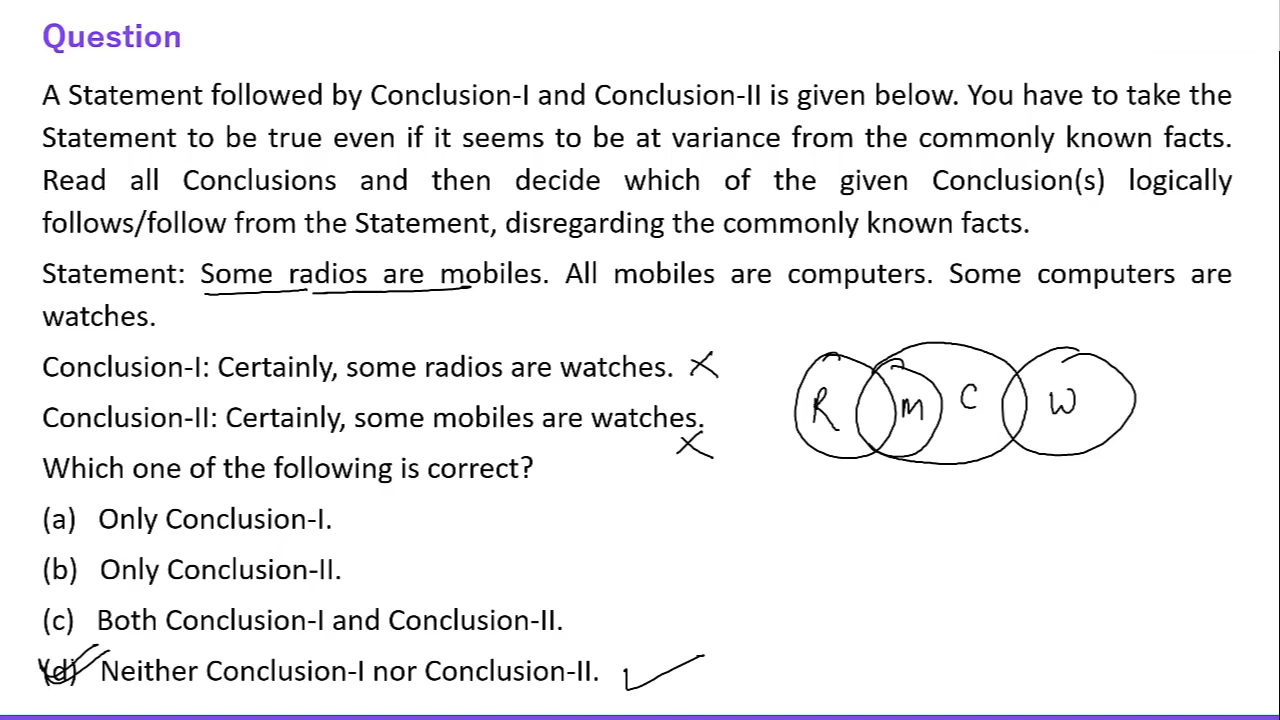 Question
A Statement followed by Conclusion-I and Conclusion-II is given below. You have to take the
Statement to be true even if it seems to be at variance from the commonly known facts.
Read all Conclusions and then decide which of the given Conclusion(s) logically
follows/follow from the Statement, disregarding the commonly known facts.
Statement: Some radios are mobiles. All mobiles are computers. Some computers are
watches.
Conclusion-I: Certainly, some radios are watches.
Conclusion-II: Certainly, some mobiles are watches.
R M C W
Which one of the following is correct?
(a) Only Conclusion-I.
(b) Only Conclusion-II.
(c) Both Conclusion-I and Conclusion-II.
(d) Neither Conclusion-I nor Conclusion-II.